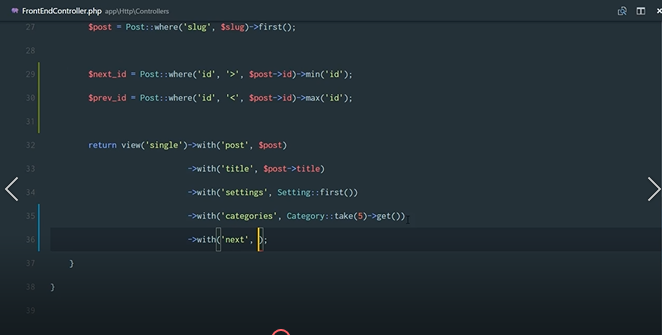 FrontEndController.php app\Http\Controllers
27 $post = Post::where('slug', $slug)->first();
28
29 $next_id = Post::where('id', '>', $post->id)->min('id');
30 $prev_id = Post::where('id', '<', $post->id)->max('id');
31
32 return view('single')->with('post', $post)
33 ->with('title', $post->title)
34 ->with('settings', Setting::first())
35 ->with('categories', Category::take(5)->get())
36 ->with('next', );
37 }
38 }
39